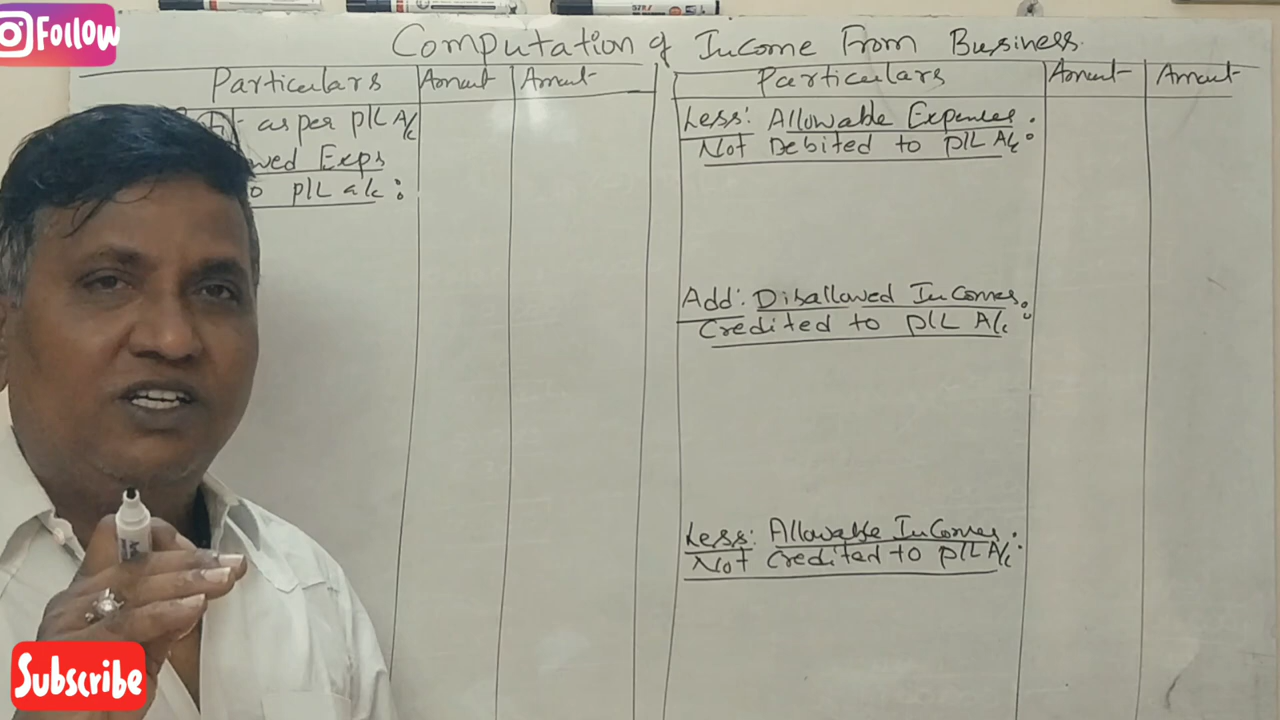 Follow
Computation of Income From Business.
Particulars Amount Amount
as per P/L A/c
Exps
P/L a/c :
Particulars Amount Amount
Less: Allowable Expenses.
Not Debited to P/L A/c :
Add: Disallowed Incomes.
Credited to P/L A/c :
Less: Allowable Incomes.
Not Credited to P/L A/c :
Subscribe